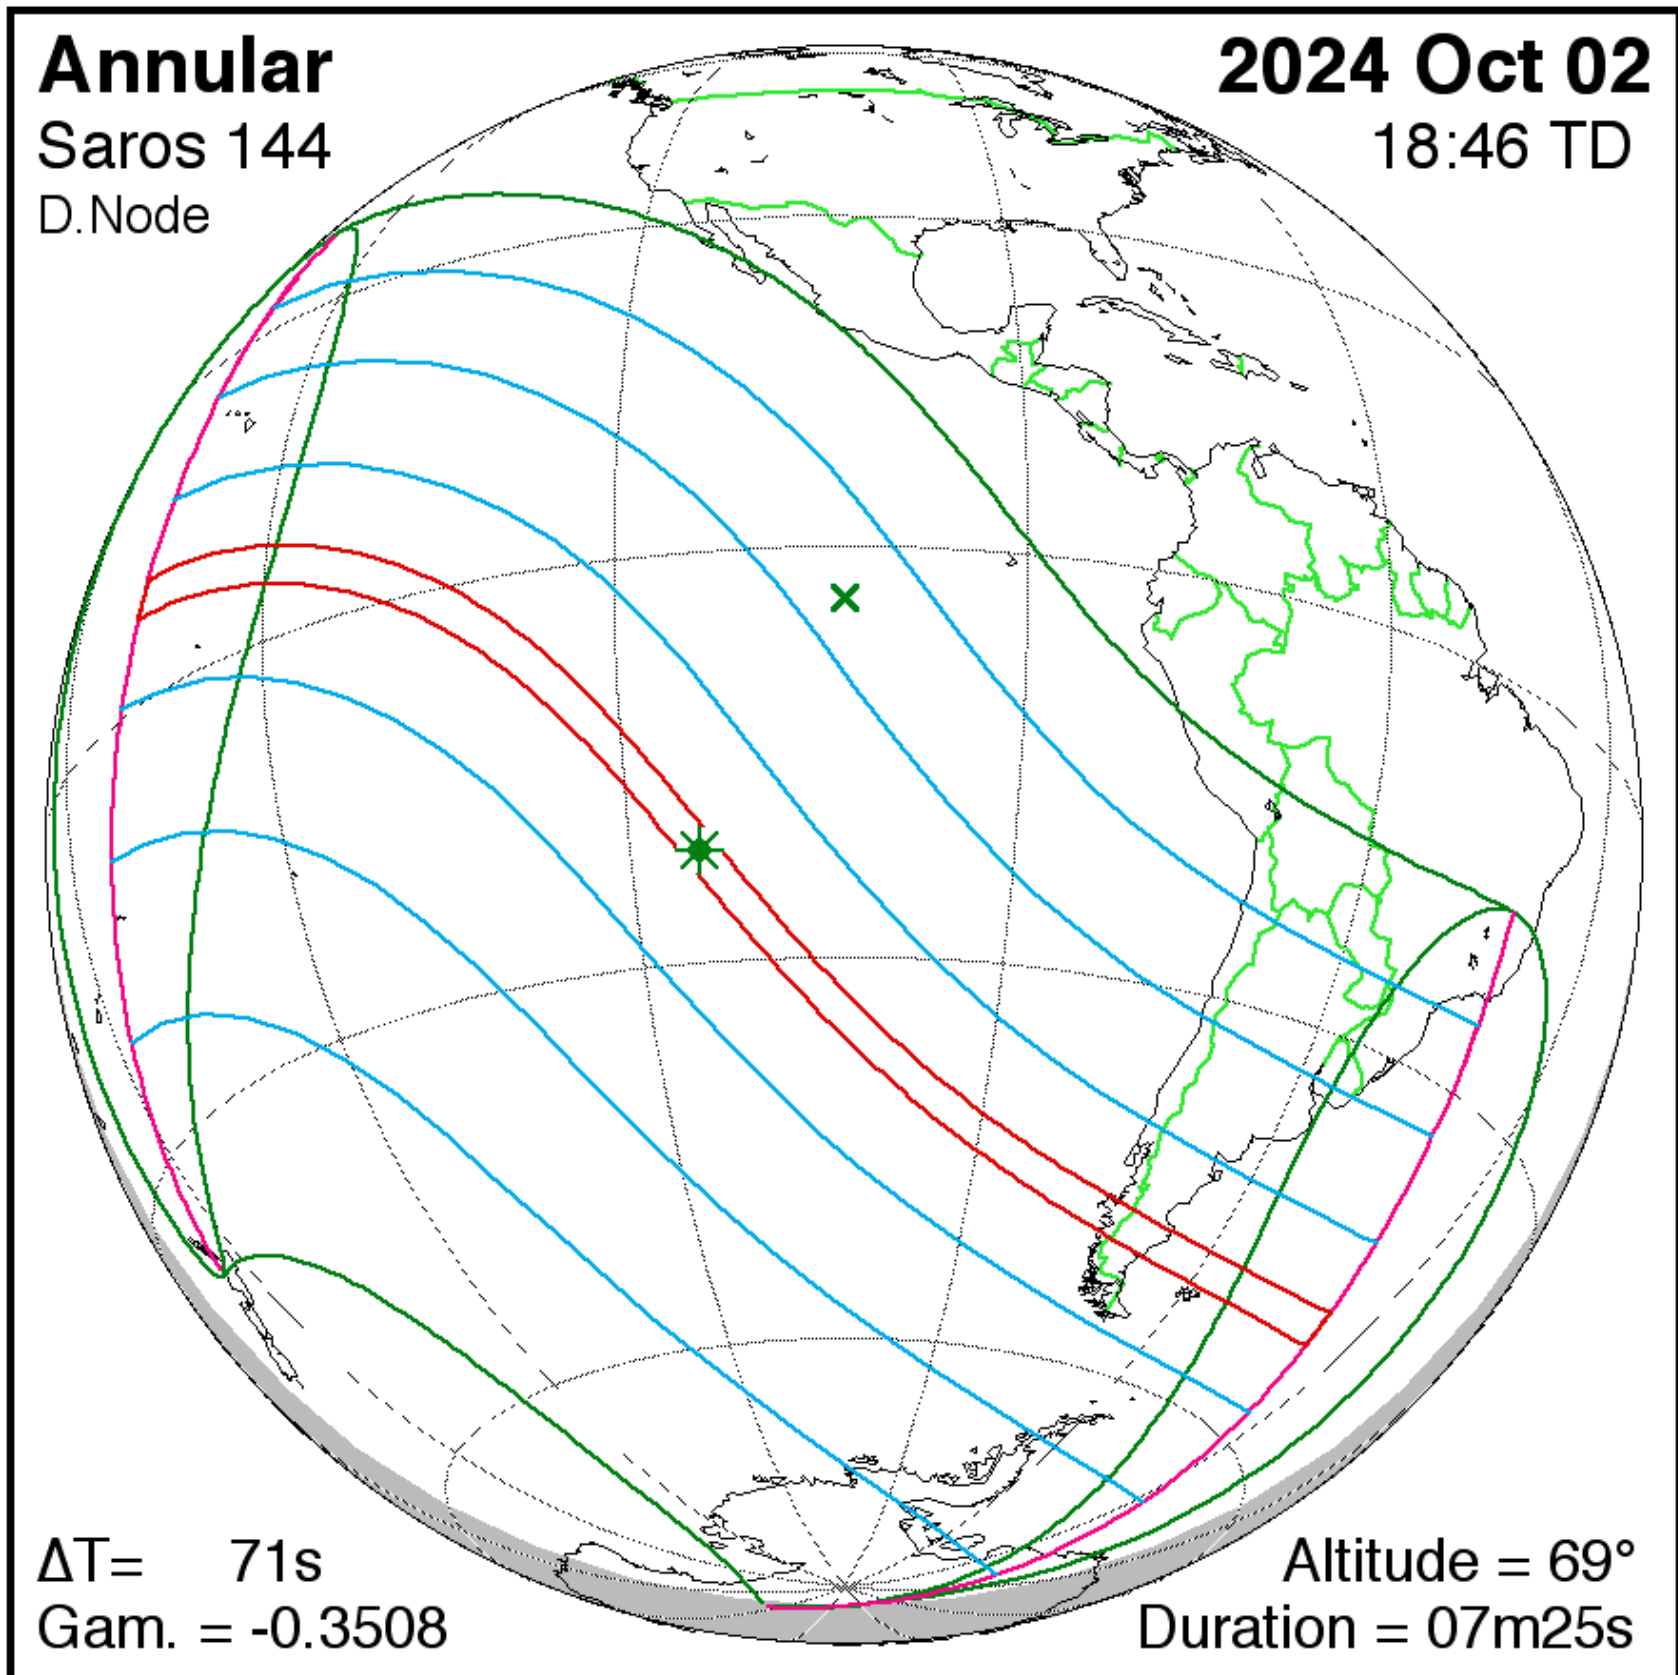 Annular
Saros 144
D.Node
2024 Oct 02
18:46 TD
ΔT= 71s
Gam. = -0.3508
Altitude = 69°
Duration = 07m25s